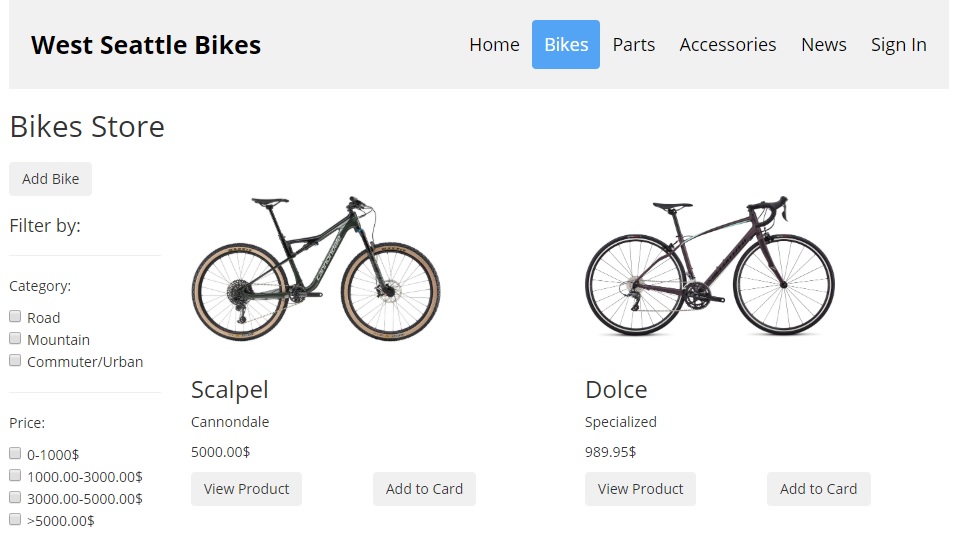 West Seattle Bikes
Home Bikes Parts Accessories News Sign In
Bikes Store
Add Bike
Filter by:
Category:
Road
Mountain
Commuter/Urban
Price:
0-1000$
1000.00-3000.00$
3000.00-5000.00$
>5000.00$
Scalpel
Cannondale
5000.00$
View Product Add to Card
Dolce
Specialized
989.95$
View Product Add to Card